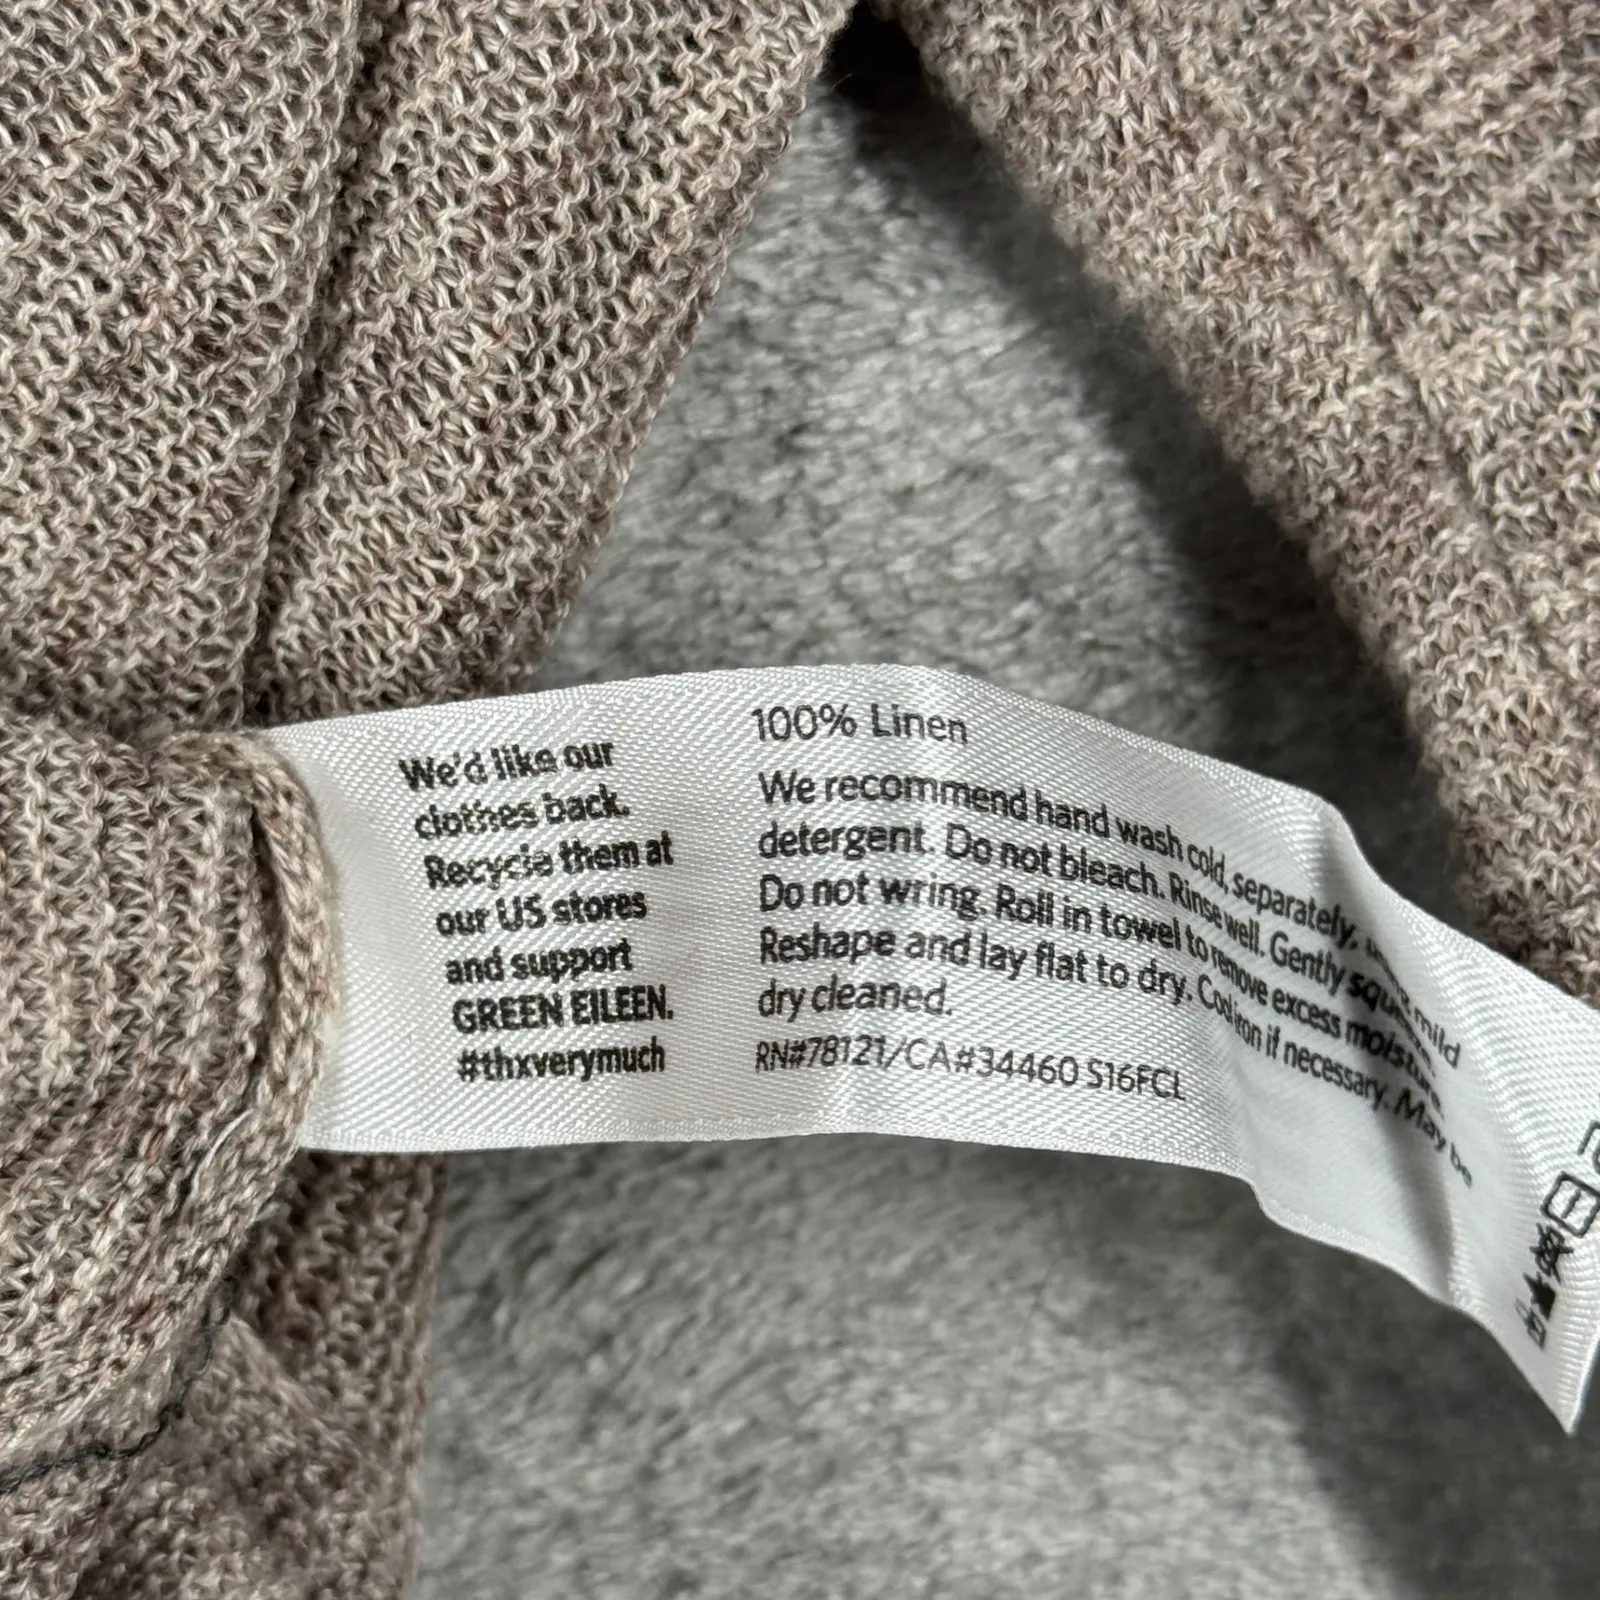 We'd like our
clothes back.
Recycle them at
our US stores
and support
GREEN EILEEN.
#thxverymuch
100% Linen
We recommend hand wash cold, separately, mild
detergent. Do not bleach. Rinse well. Gently squeeze.
Do not wring. Roll in towel to remove excess moisture.
Reshape and lay flat to dry. Cool iron if necessary. May be
dry cleaned.
RN#78121/CA#34460 S16FCL